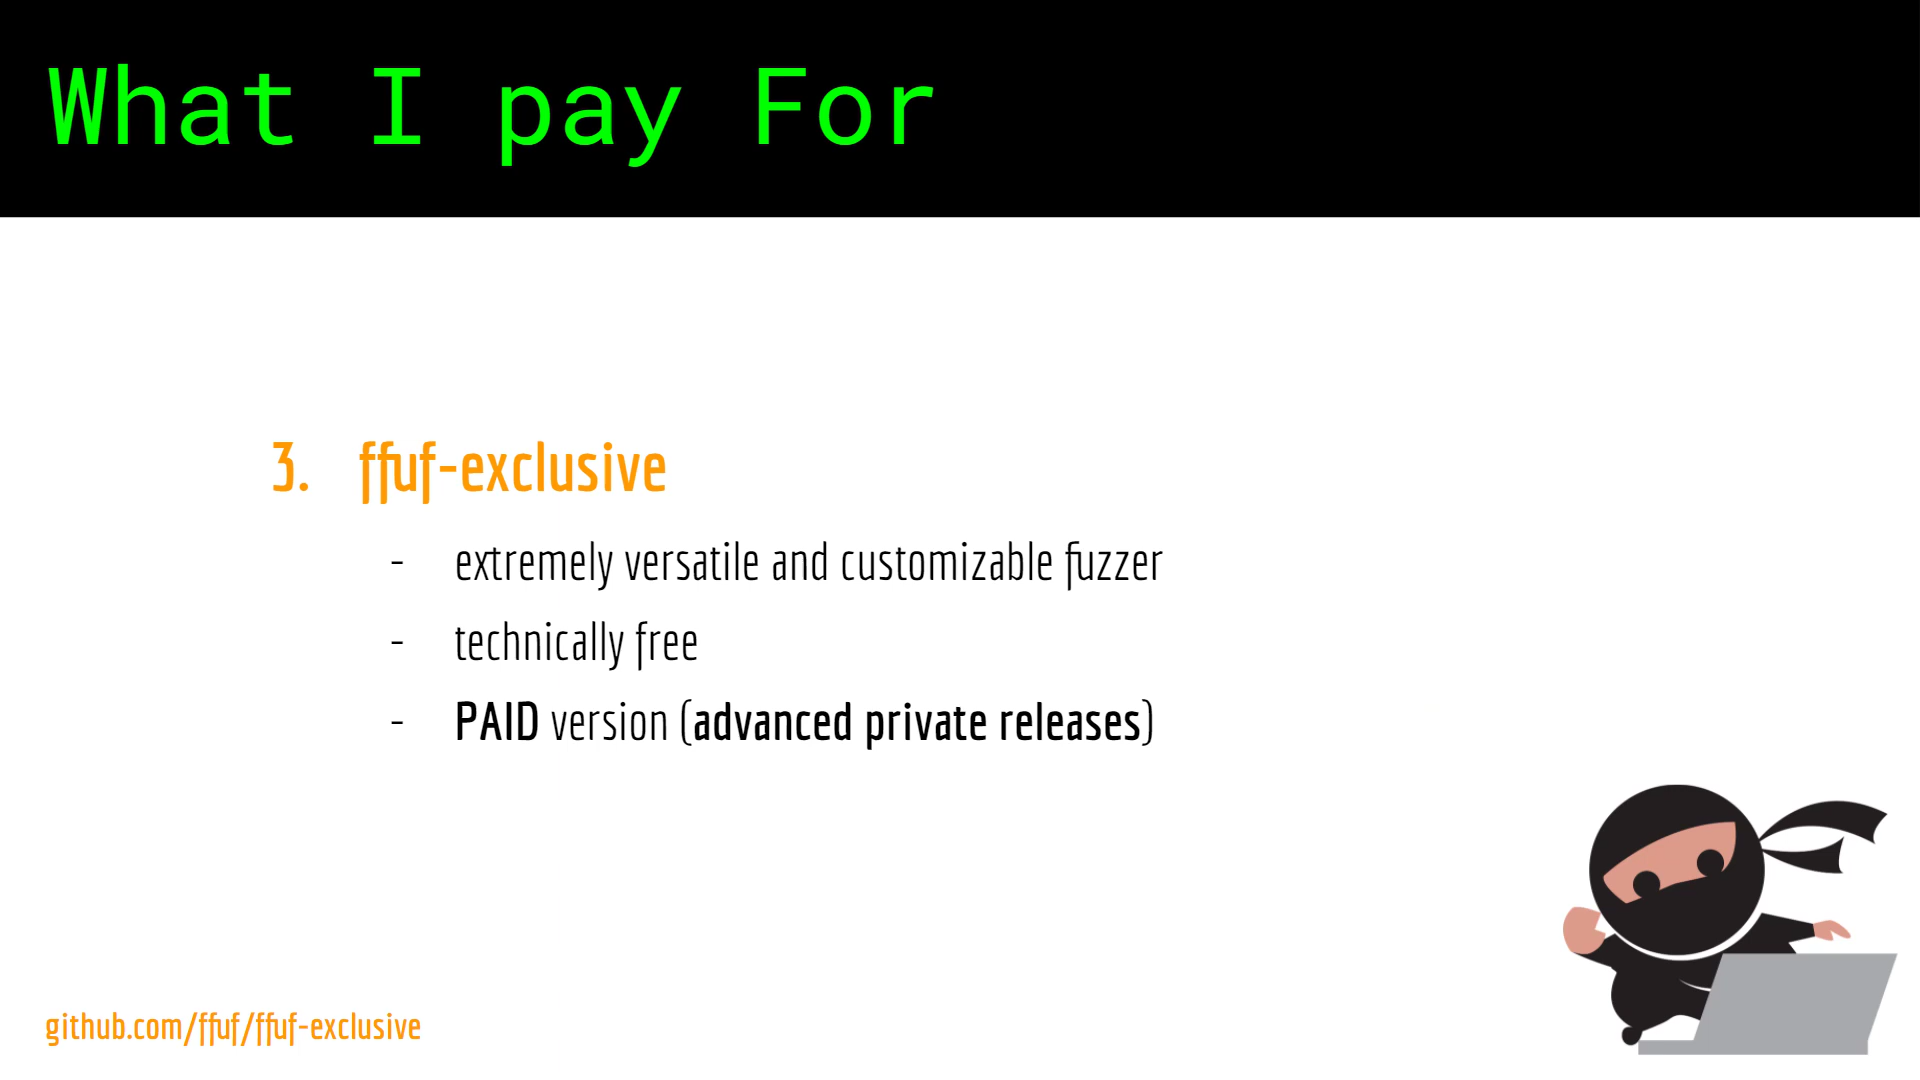 What I pay For
3. ffuf-exclusive
- extremely versatile and customizable fuzzer
- technically free
- PAID version (advanced private releases)
github.com/ffuf/ffuf-exclusive